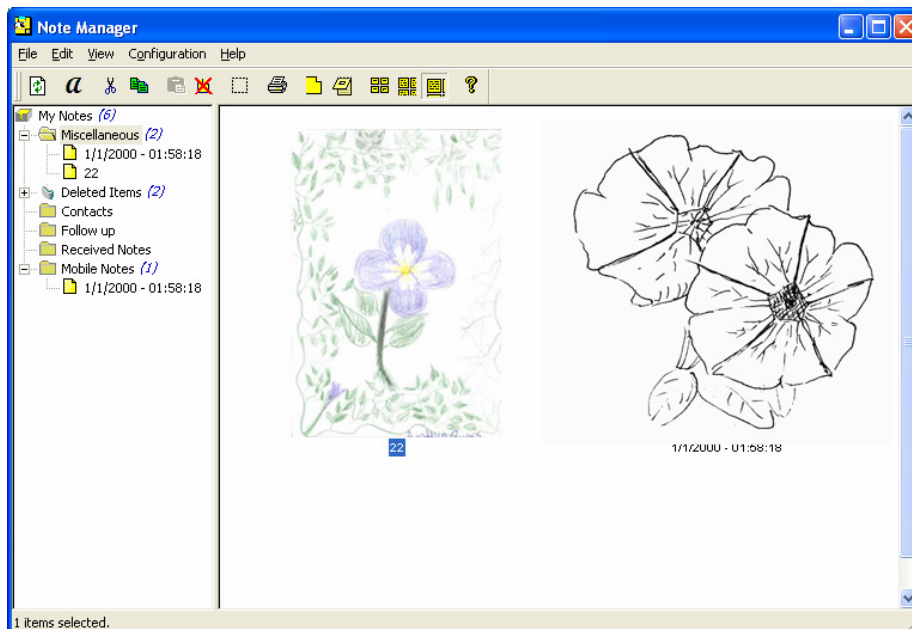 Note Manager
File Edit View Configuration Help
a ?
My Notes (6)
Miscellaneous (2)
1/1/2000 - 01:58:18
22
Deleted Items (2)
Contacts
Follow up
Received Notes
Mobile Notes (1)
1/1/2000 - 01:58:18
22
1/1/2000 - 01:58:18
1 items selected.